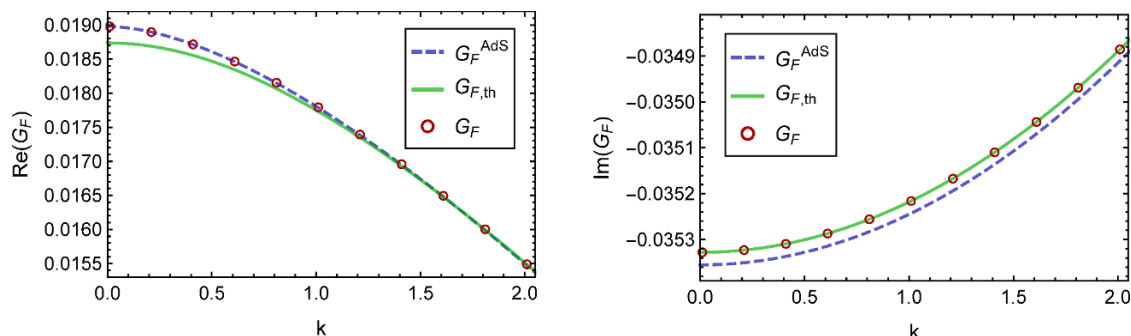 0.0190
0.0185
0.0180
0.0175
0.0170
0.0165
0.0160
0.0155
Re(G_F)
0.0 0.5 1.0 1.5 2.0
k
G_F^AdS
G_F,th
G_F
−0.0349
−0.0350
−0.0351
−0.0352
−0.0353
Im(G_F)
0.0 0.5 1.0 1.5 2.0
k
G_F^AdS
G_F,th
G_F